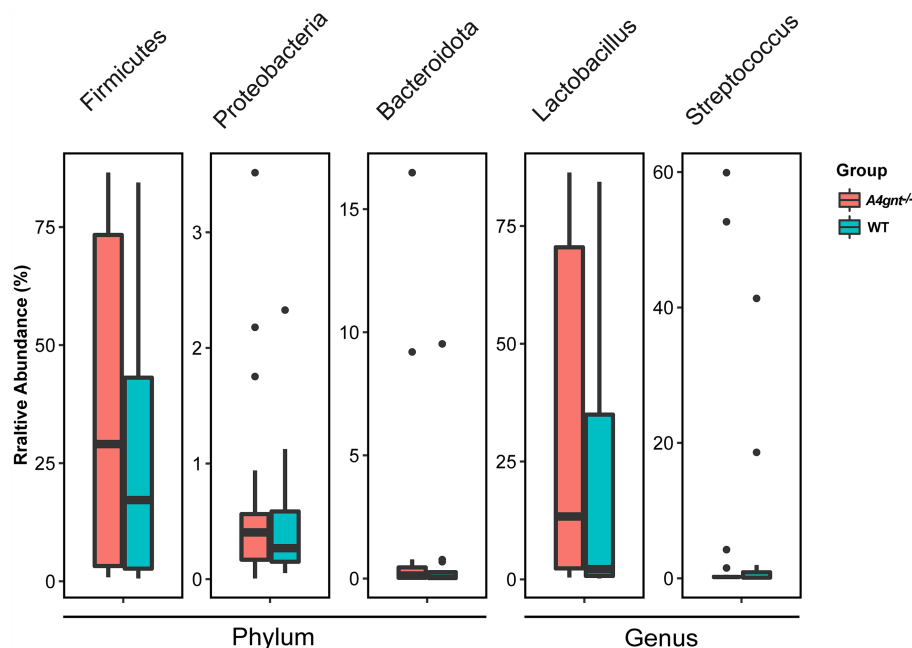 Firmicutes
Proteobacteria
Bacteroidota
Lactobacillus
Streptococcus
Rraltive Abundance (%)
75
50
25
0
3
2
1
0
15
10
5
0
75
50
25
0
60
40
20
0
Group
A4gnt-/-
WT
Phylum
Genus